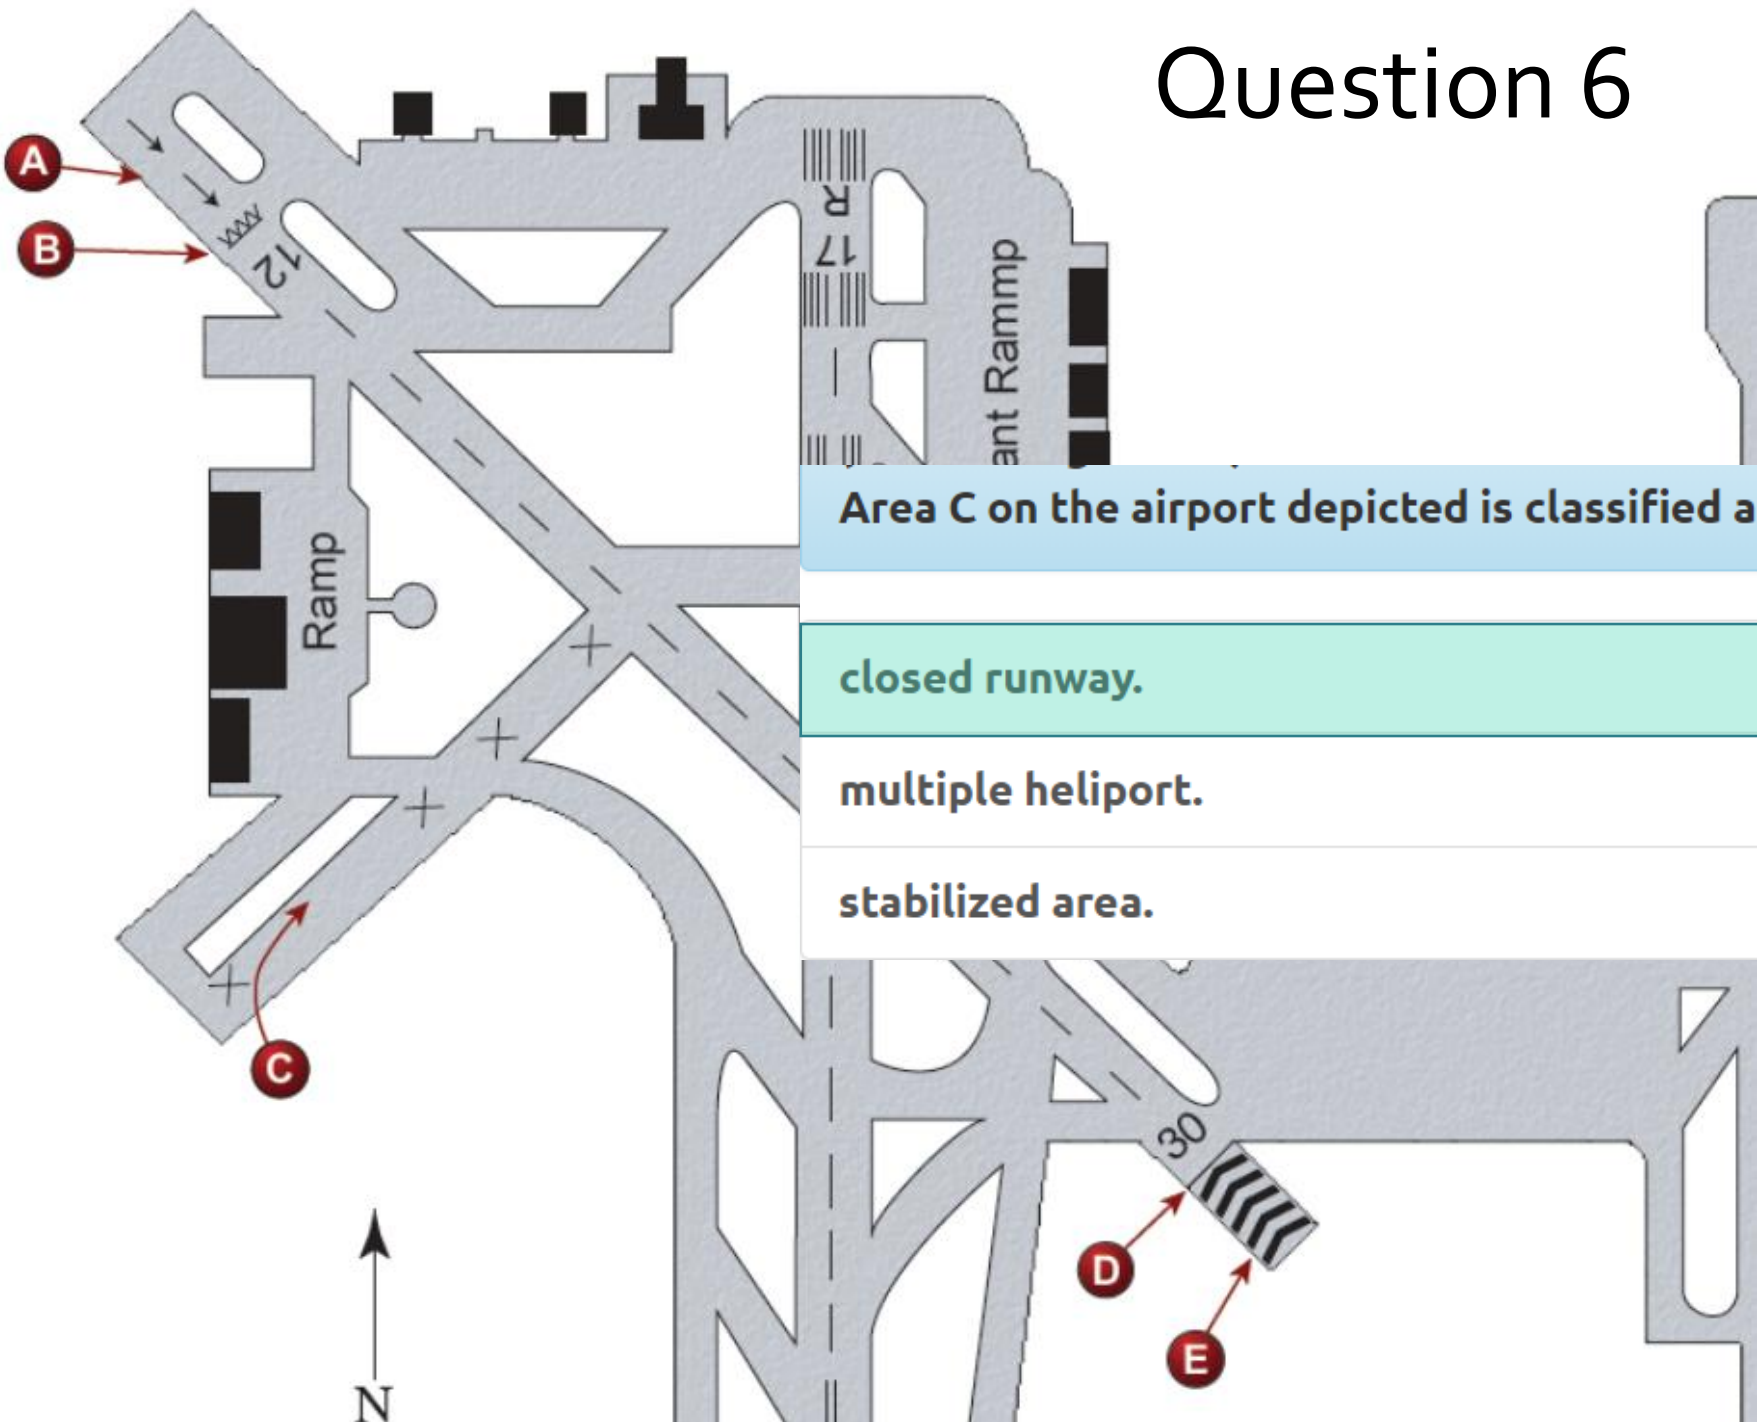 Question 6
A
B
12
R
17
ant Rammp
Area C on the airport depicted is classified a
closed runway.
multiple heliport.
stabilized area.
Ramp
C
30
D
E
N